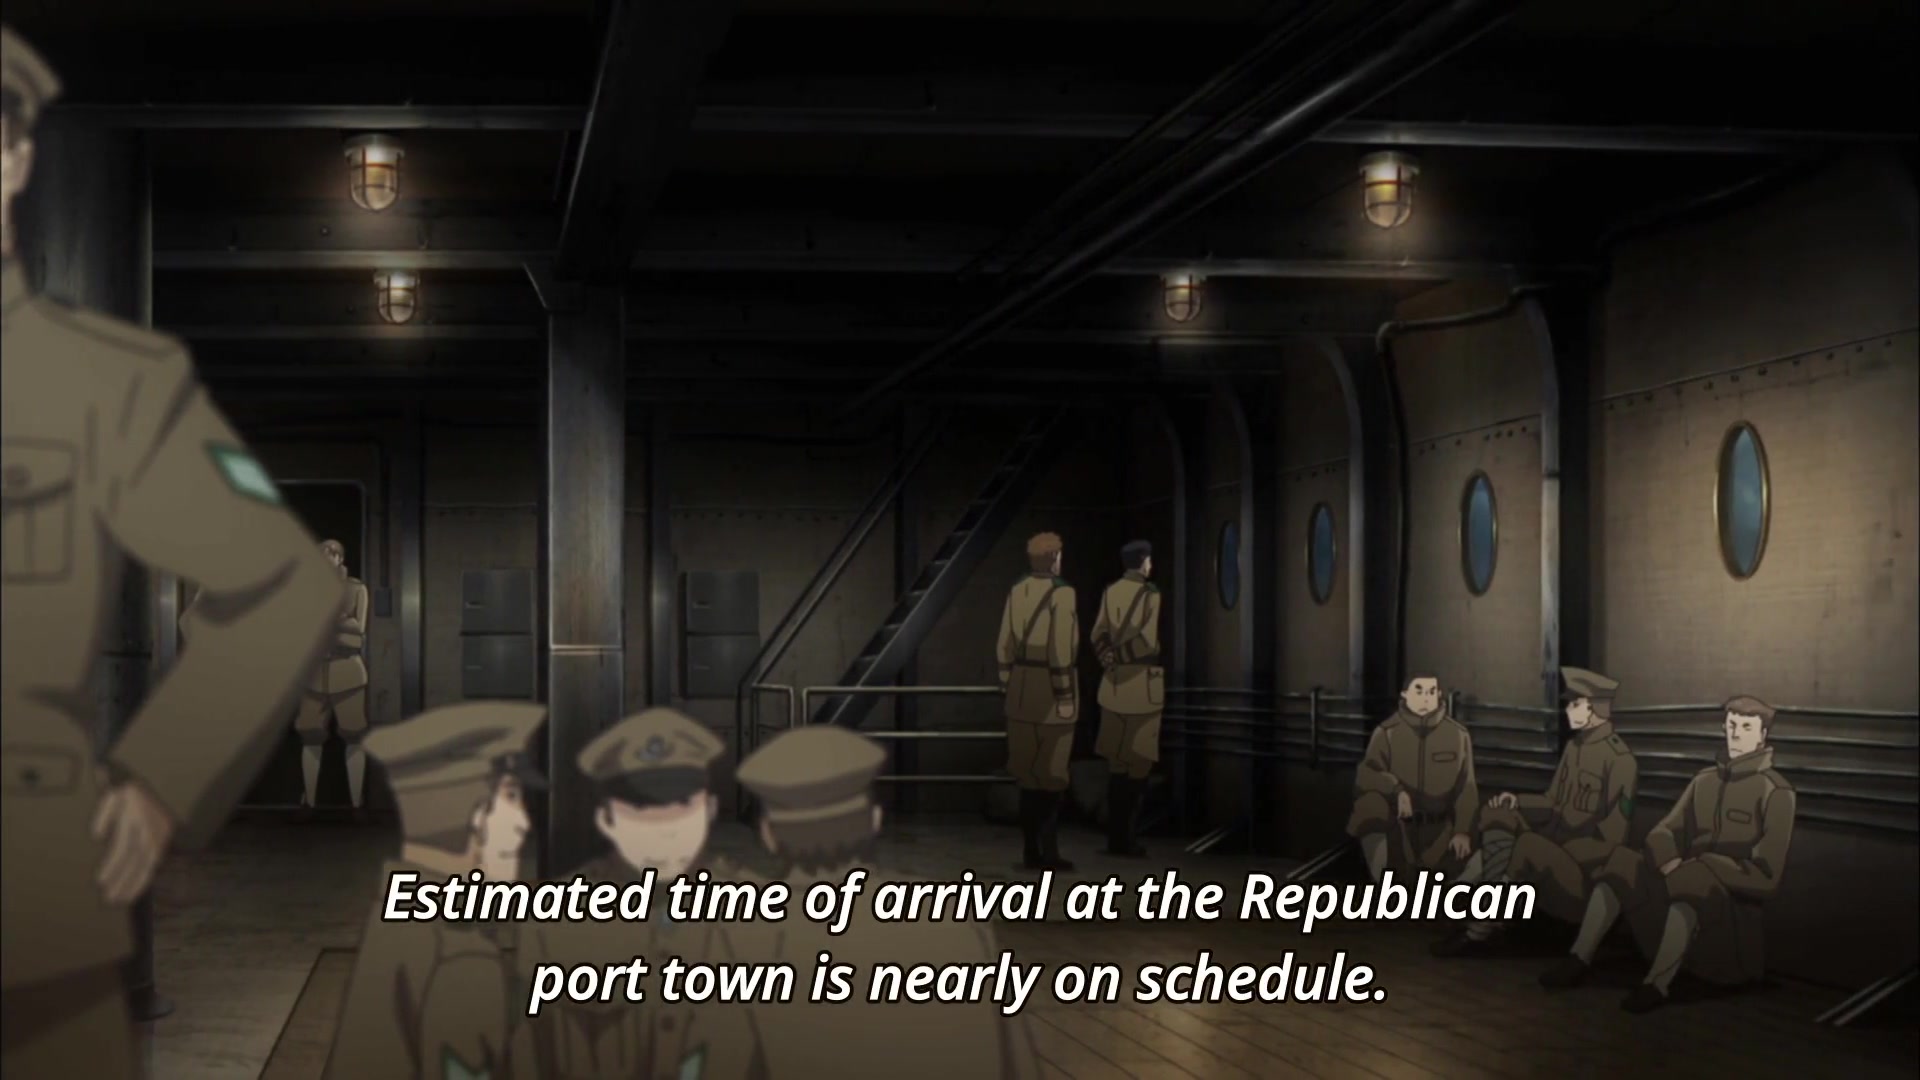 Estimated time of arrival at the Republican
port town is nearly on schedule.